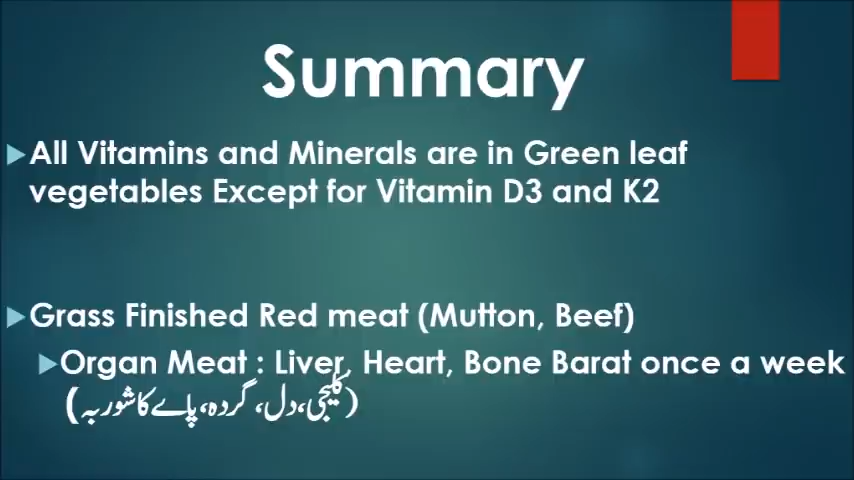 Summary
All Vitamins and Minerals are in Green leaf
vegetables Except for Vitamin D3 and K2
Grass Finished Red meat (Mutton, Beef)
Organ Meat : Liver, Heart, Bone Barat once a week
(کلیجی،دل، گردہ، پاے کا شوربہ)